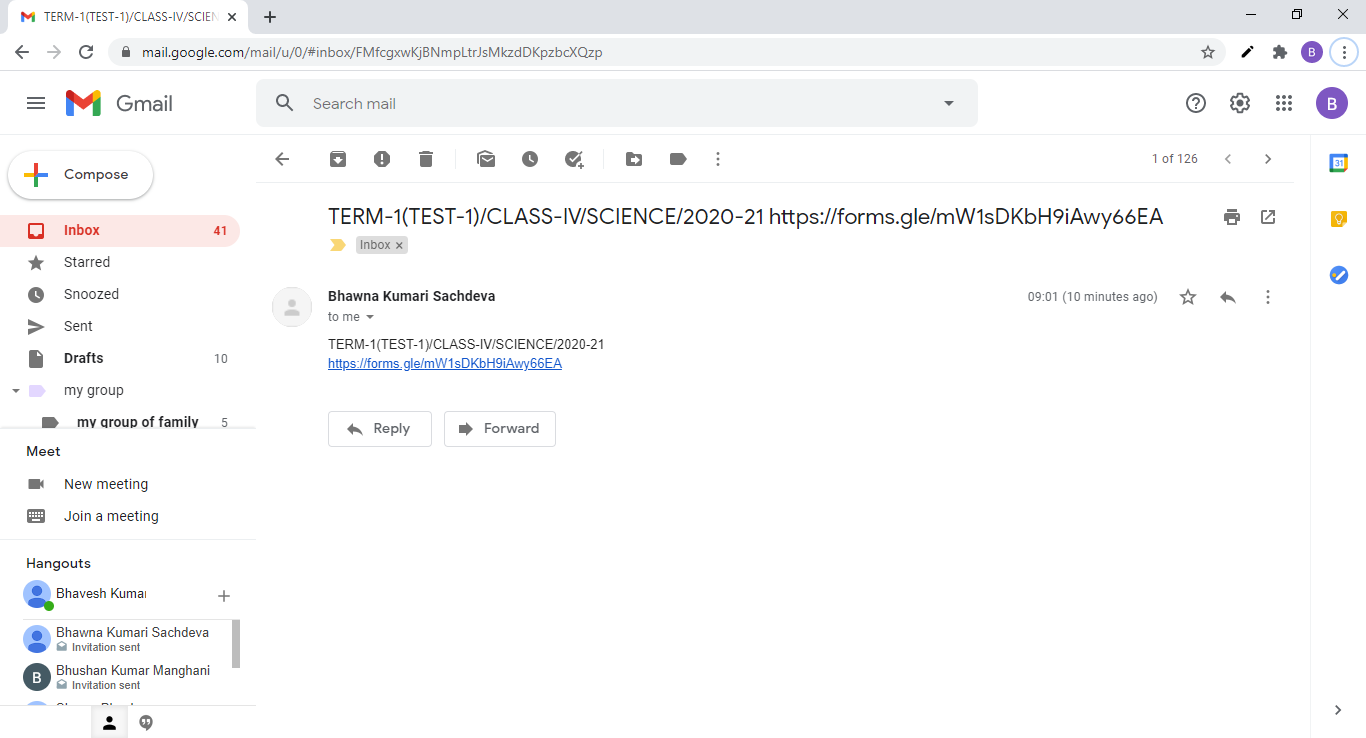 TERM-1(TEST-1)/CLASS-IV/SCIEN
mail.google.com/mail/u/0/#inbox/FMfcgxwKjBNmpLtrJsMkzdDKpzbcXQzp
B
Gmail
Search mail
B
Compose
1 of 126
31
Inbox 41
TERM-1(TEST-1)/CLASS-IV/SCIENCE/2020-21 https://forms.gle/mW1sDKbH9iAwy66EA
Inbox x
Starred
Snoozed
Sent
Drafts 10
my group
my group of family 5
Bhawna Kumari Sachdeva
09:01 (10 minutes ago)
to me
TERM-1(TEST-1)/CLASS-IV/SCIENCE/2020-21
https://forms.gle/mW1sDKbH9iAwy66EA
Reply Forward
Meet
New meeting
Join a meeting
Hangouts
Bhavesh Kumar
Bhawna Kumari Sachdeva
Invitation sent
B
Bhushan Kumar Manghani
Invitation sent